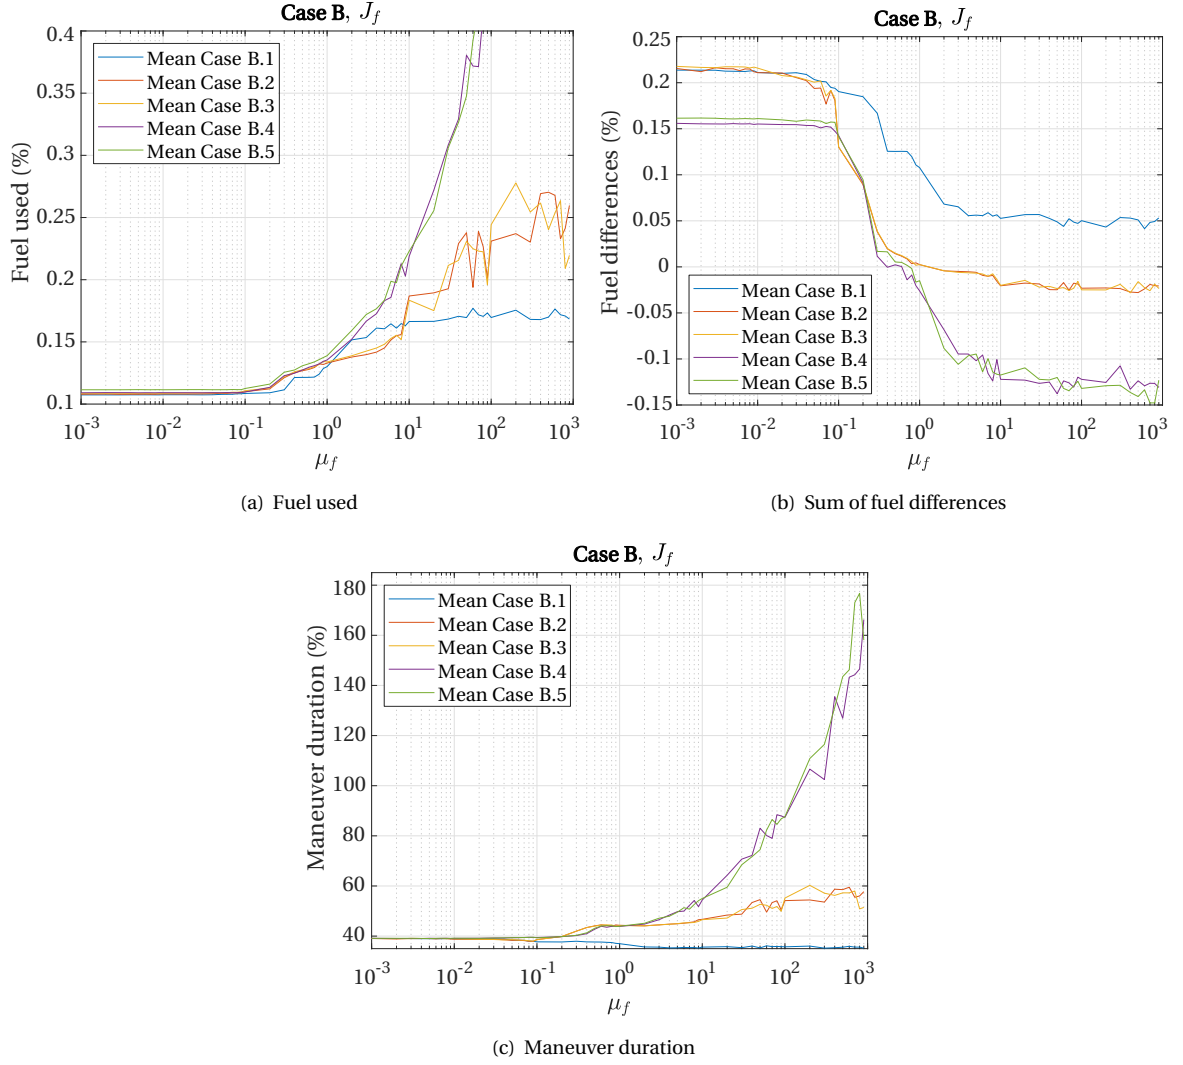 Case B, J_f
Fuel used (%)
0.4
0.35
0.3
0.25
0.2
0.15
0.1
Mean Case B.1
Mean Case B.2
Mean Case B.3
Mean Case B.4
Mean Case B.5
10^-3 10^-2 10^-1 10^0 10^1 10^2 10^3
μ_f
(a) Fuel used
Case B, J_f
Fuel differences (%)
0.25
0.2
0.15
0.1
0.05
0
-0.05
-0.1
-0.15
Mean Case B.1
Mean Case B.2
Mean Case B.3
Mean Case B.4
Mean Case B.5
10^-3 10^-2 10^-1 10^0 10^1 10^2 10^3
μ_f
(b) Sum of fuel differences
Case B, J_f
Maneuver duration (%)
180
160
140
120
100
80
60
40
Mean Case B.1
Mean Case B.2
Mean Case B.3
Mean Case B.4
Mean Case B.5
10^-3 10^-2 10^-1 10^0 10^1 10^2 10^3
μ_f
(c) Maneuver duration